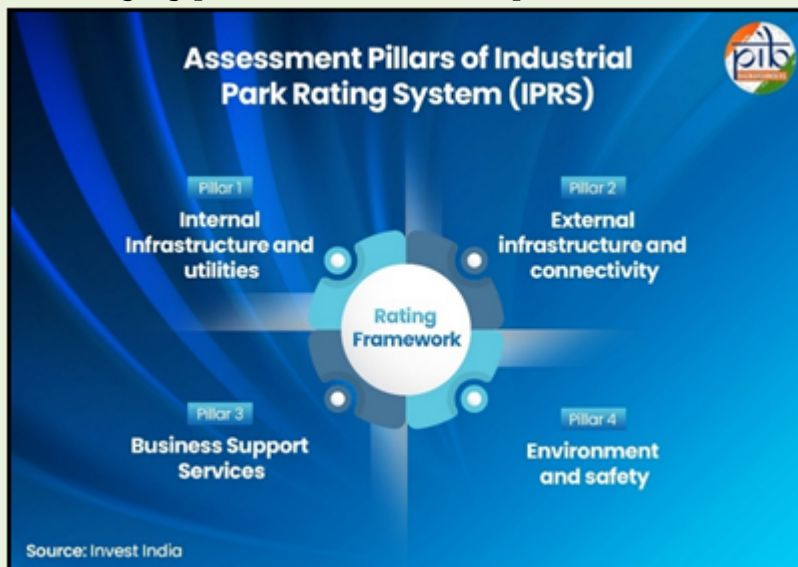 Assessment Pillars of Industrial
Park Rating System (IPRS)
pib
Pillar 1
Internal
Infrastructure and
utilities
Pillar 2
External
infrastructure and
connectivity
Rating
Framework
Pillar 3
Business Support
Services
Pillar 4
Environment
and safety
Source: Invest India